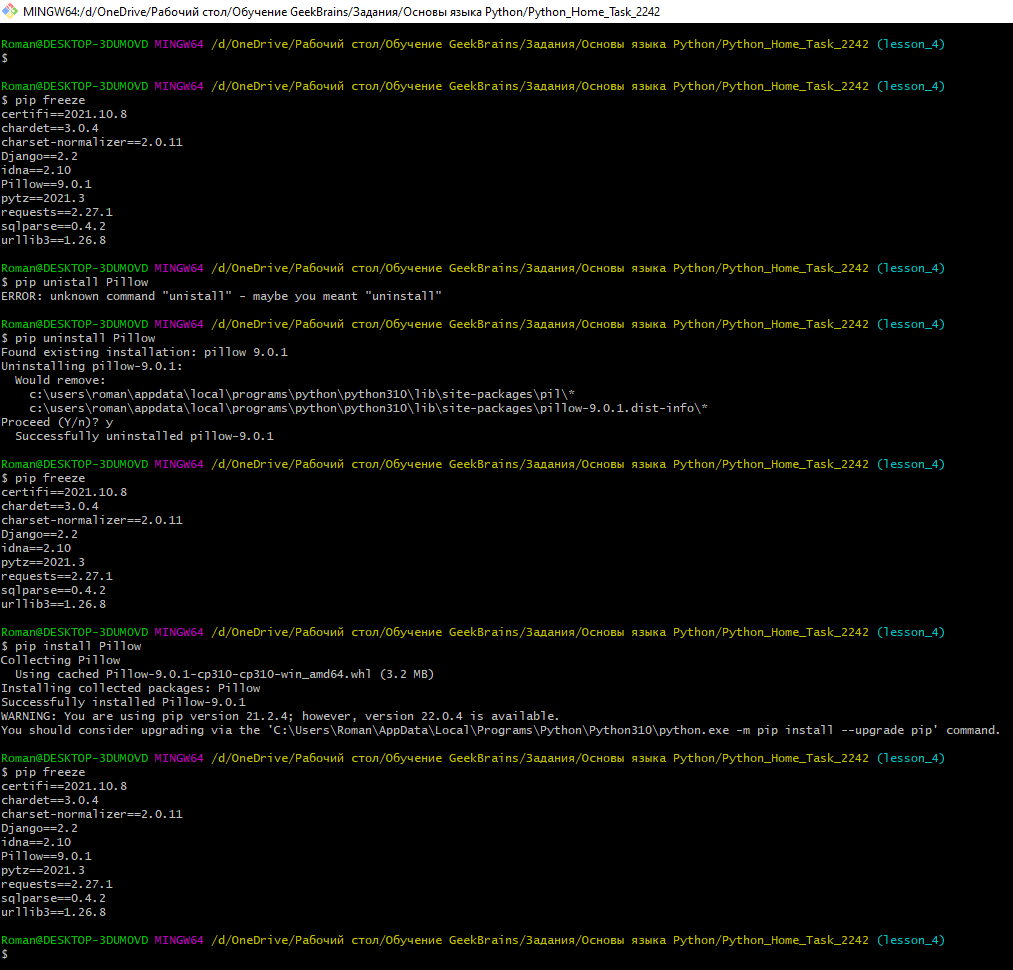 MINGW64:/d/OneDrive/Рабочий стол/Обучение GeekBrains/Задания/Основы языка Python/Python_Home_Task_2242
Roman@DESKTOP-3DUMOVD MINGW64 /d/OneDrive/Рабочий стол/Обучение GeekBrains/Задания/Основы языка Python/Python_Home_Task_2242 (lesson_4)
$
Roman@DESKTOP-3DUMOVD MINGW64 /d/OneDrive/Рабочий стол/Обучение GeekBrains/Задания/Основы языка Python/Python_Home_Task_2242 (lesson_4)
$ pip freeze
certifi==2021.10.8
chardet==3.0.4
charset-normalizer==2.0.11
Django==2.2
idna==2.10
Pillow==9.0.1
pytz==2021.3
requests==2.27.1
sqlparse==0.4.2
urllib3==1.26.8
Roman@DESKTOP-3DUMOVD MINGW64 /d/OneDrive/Рабочий стол/Обучение GeekBrains/Задания/Основы языка Python/Python_Home_Task_2242 (lesson_4)
$ pip unistall Pillow
ERROR: unknown command "unistall" - maybe you meant "uninstall"
Roman@DESKTOP-3DUMOVD MINGW64 /d/OneDrive/Рабочий стол/Обучение GeekBrains/Задания/Основы языка Python/Python_Home_Task_2242 (lesson_4)
$ pip uninstall Pillow
Found existing installation: pillow 9.0.1
Uninstalling pillow-9.0.1:
  Would remove:
    c:\users\roman\appdata\local\programs\python\python310\lib\site-packages\pil\*
    c:\users\roman\appdata\local\programs\python\python310\lib\site-packages\pillow-9.0.1.dist-info\*
Proceed (Y/n)? y
  Successfully uninstalled pillow-9.0.1
Roman@DESKTOP-3DUMOVD MINGW64 /d/OneDrive/Рабочий стол/Обучение GeekBrains/Задания/Основы языка Python/Python_Home_Task_2242 (lesson_4)
$ pip freeze
certifi==2021.10.8
chardet==3.0.4
charset-normalizer==2.0.11
Django==2.2
idna==2.10
pytz==2021.3
requests==2.27.1
sqlparse==0.4.2
urllib3==1.26.8
Roman@DESKTOP-3DUMOVD MINGW64 /d/OneDrive/Рабочий стол/Обучение GeekBrains/Задания/Основы языка Python/Python_Home_Task_2242 (lesson_4)
$ pip install Pillow
Collecting Pillow
  Using cached Pillow-9.0.1-cp310-cp310-win_amd64.whl (3.2 MB)
Installing collected packages: Pillow
Successfully installed Pillow-9.0.1
WARNING: You are using pip version 21.2.4; however, version 22.0.4 is available.
You should consider upgrading via the 'C:\Users\Roman\AppData\Local\Programs\Python\Python310\python.exe -m pip install --upgrade pip' command.
Roman@DESKTOP-3DUMOVD MINGW64 /d/OneDrive/Рабочий стол/Обучение GeekBrains/Задания/Основы языка Python/Python_Home_Task_2242 (lesson_4)
$ pip freeze
certifi==2021.10.8
chardet==3.0.4
charset-normalizer==2.0.11
Django==2.2
idna==2.10
Pillow==9.0.1
pytz==2021.3
requests==2.27.1
sqlparse==0.4.2
urllib3==1.26.8
Roman@DESKTOP-3DUMOVD MINGW64 /d/OneDrive/Рабочий стол/Обучение GeekBrains/Задания/Основы языка Python/Python_Home_Task_2242 (lesson_4)
$